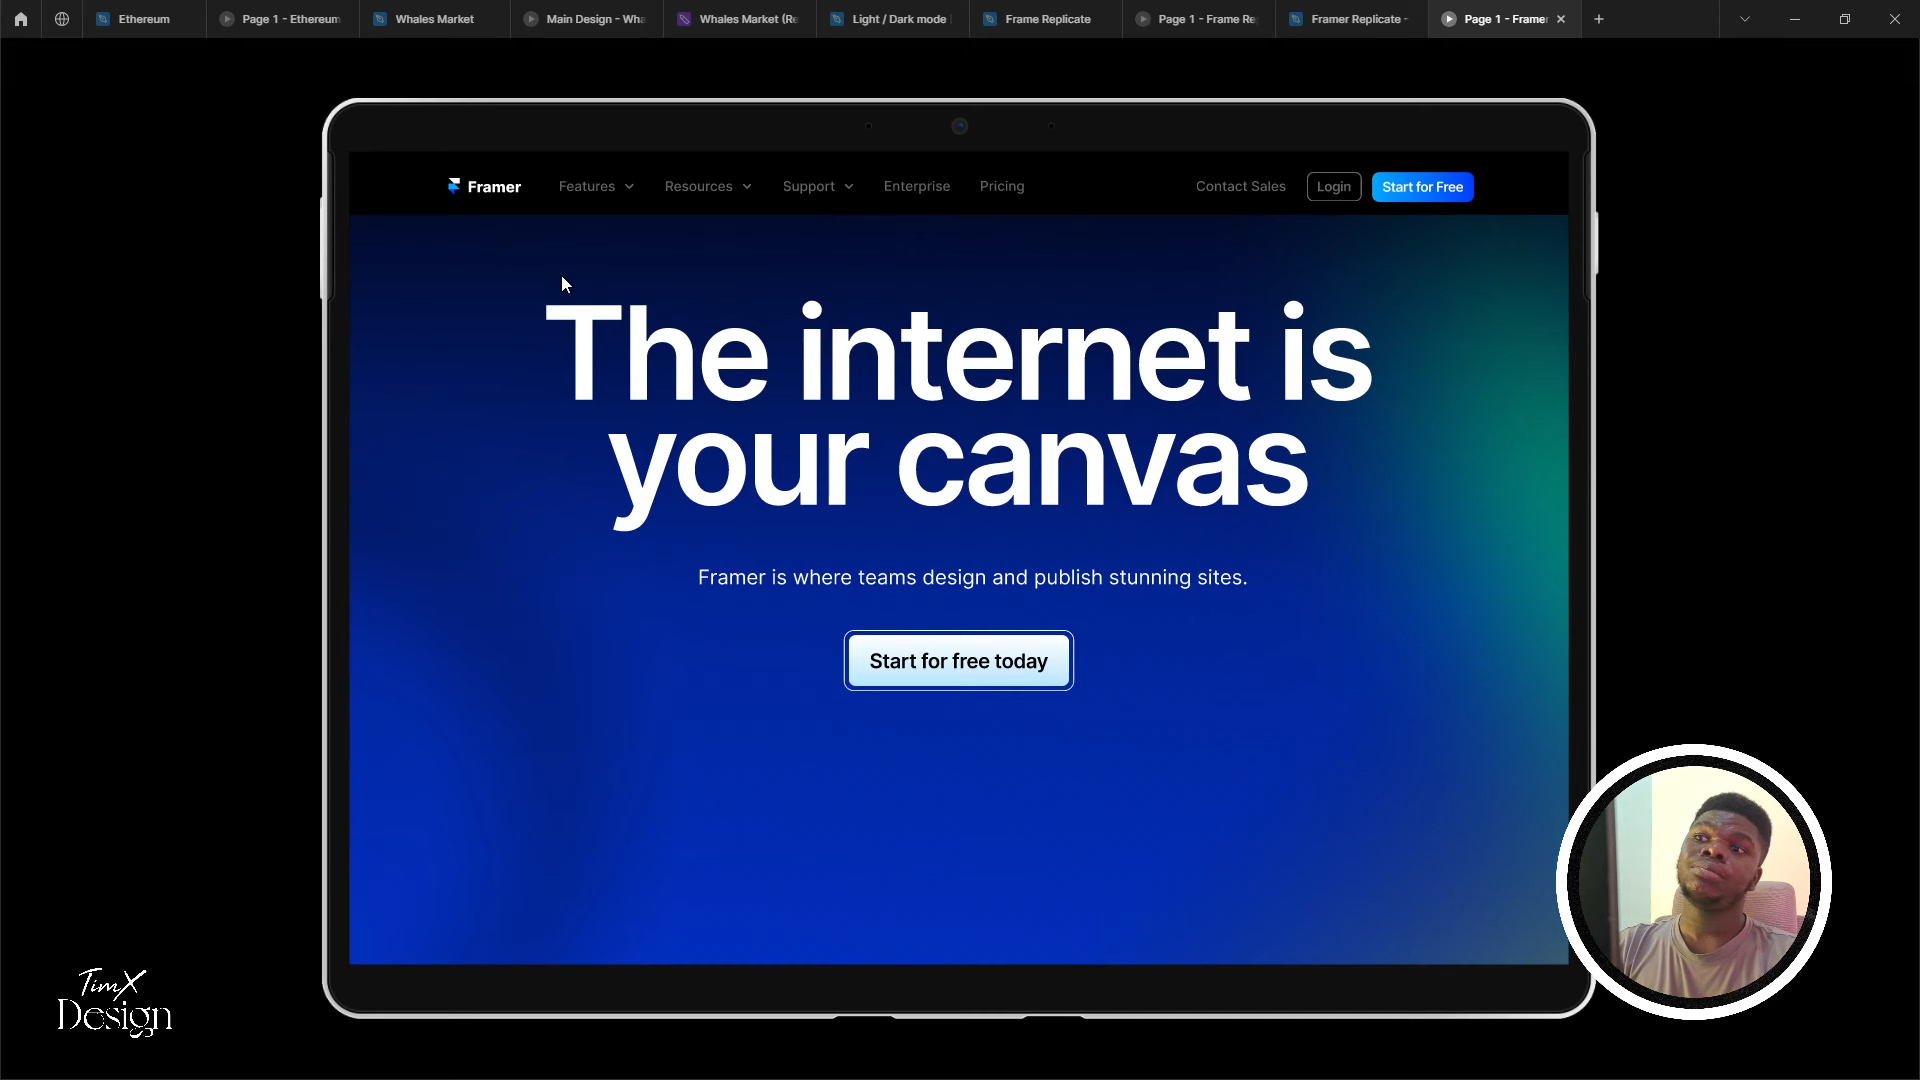 Ethereum
Page 1 - Ethereum
Whales Market
Main Design - Wha
Whales Market (Re
Light / Dark mode
Frame Replicate
Page 1 - Frame Re
Framer Replicate -
Page 1 - Framer
Framer
Features
Resources
Support
Enterprise
Pricing
Contact Sales
Login
Start for Free
The internet is
your canvas
Framer is where teams design and publish stunning sites.
Start for free today
TimX
Design